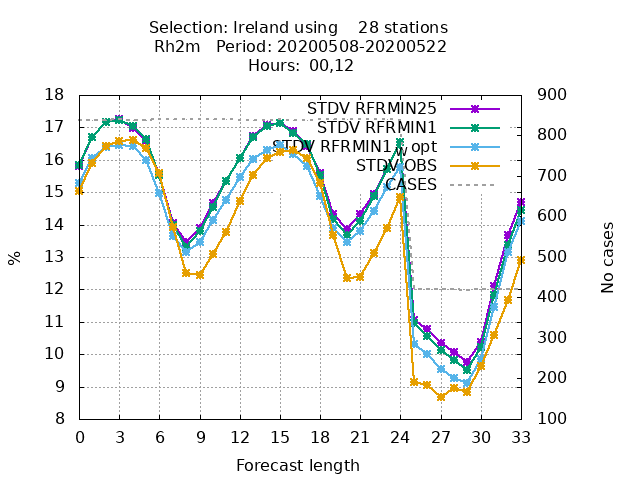 Selection: Ireland using    28 stations
Rh2m   Period: 20200508-20200522
Hours:  00,12
STDV RFRMIN25
STDV RFRMIN1
STDV RFRMIN1_w opt
STDV OBS
CASES
18
17
16
15
14
13
12
11
10
9
8
%
900
800
700
600
500
400
300
200
100
No cases
0 3 6 9 12 15 18 21 24 27 30 33
Forecast length